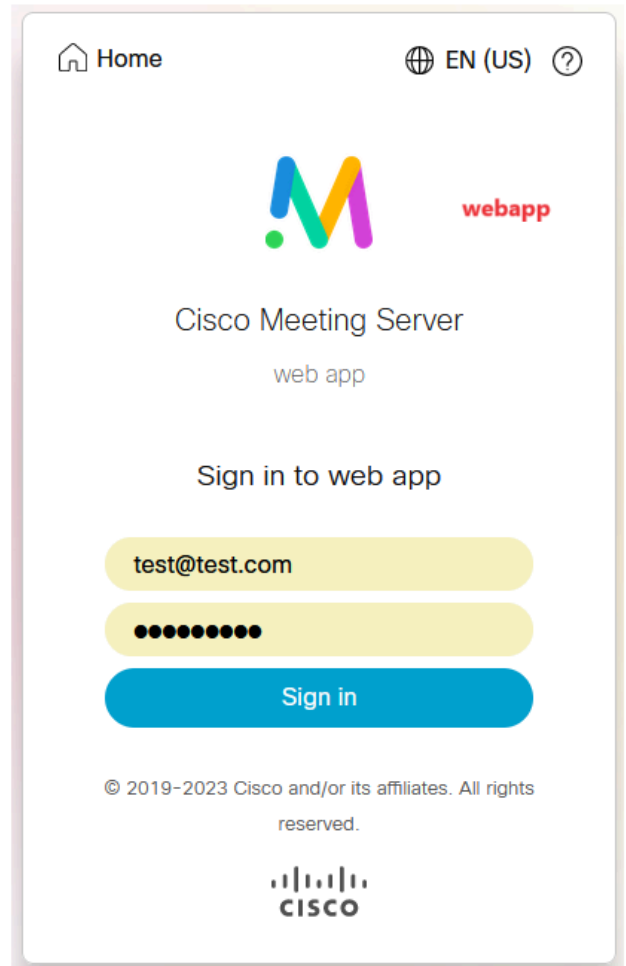 Home
EN (US)
webapp
Cisco Meeting Server
web app
Sign in to web app
test@test.com
•••••••••
Sign in
© 2019-2023 Cisco and/or its affiliates. All rights
reserved.
CISCO